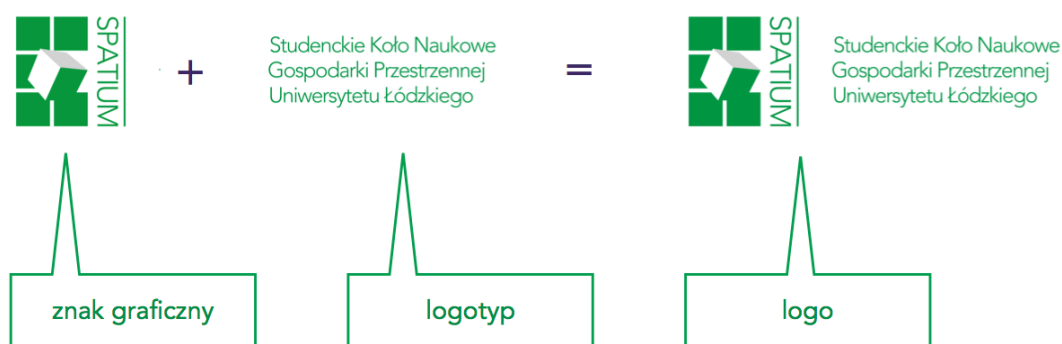 SPATIUM
+
Studenckie Koło Naukowe
Gospodarki Przestrzennej
Uniwersytetu Łódzkiego
=
SPATIUM
Studenckie Koło Naukowe
Gospodarki Przestrzennej
Uniwersytetu Łódzkiego
znak graficzny
logotyp
logo